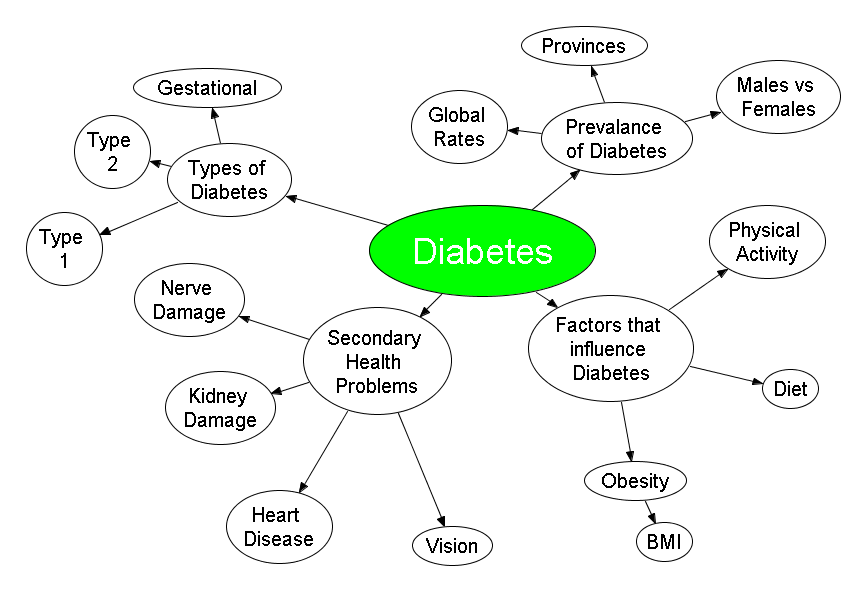 Provinces
Males vs
Females
Gestational
Global
Rates
Prevalance
of Diabetes
Type
2
Types of
Diabetes
Type
1
Diabetes
Physical
Activity
Nerve
Damage
Secondary
Health
Problems
Factors that
influence
Diabetes
Kidney
Damage
Diet
Obesity
Heart
Disease
Vision
BMI